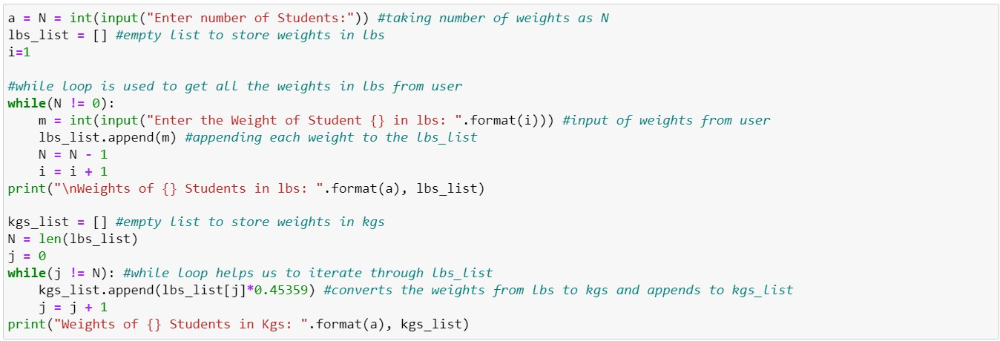 a = N = int(input("Enter number of Students:")) #taking number of weights as N
lbs_list = [] #empty list to store weights in lbs
i=1

#while loop is used to get all the weights in lbs from user
while(N != 0):
    m = int(input("Enter the Weight of Student {} in lbs: ".format(i))) #input of weights from user
    lbs_list.append(m) #appending each weight to the lbs_list
    N = N - 1
    i = i + 1
print("\nWeights of {} Students in lbs: ".format(a), lbs_list)

kgs_list = [] #empty list to store weights in kgs
N = len(lbs_list)
j = 0
while(j != N): #while loop helps us to iterate through lbs_list
    kgs_list.append(lbs_list[j]*0.45359) #converts the weights from lbs to kgs and appends to kgs_list
    j = j + 1
print("Weights of {} Students in Kgs: ".format(a), kgs_list)